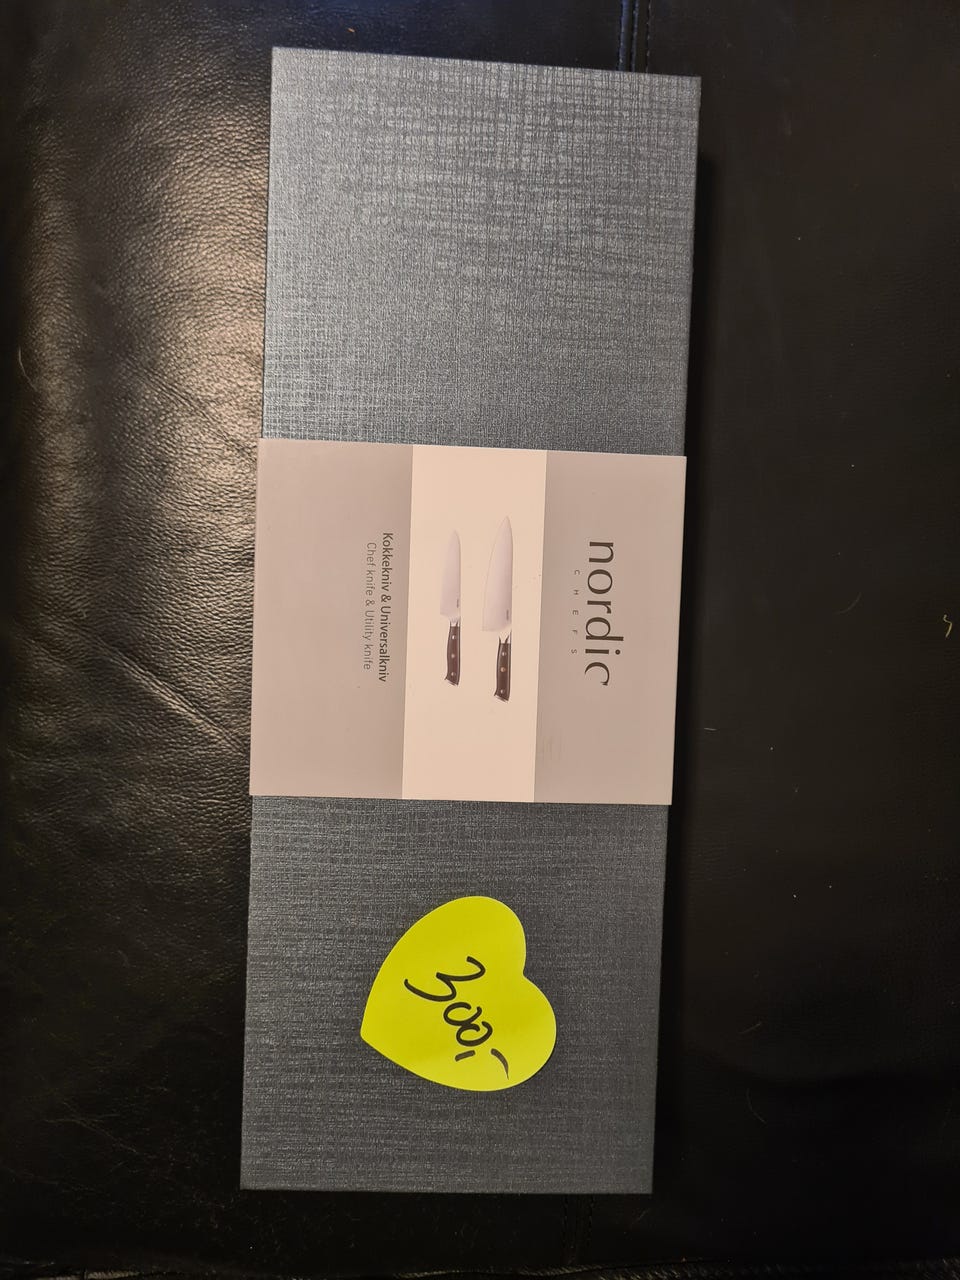 nordic
CHEFS
Kokkekniv & Universalkniv
Chef knife & Utility knife
300,-